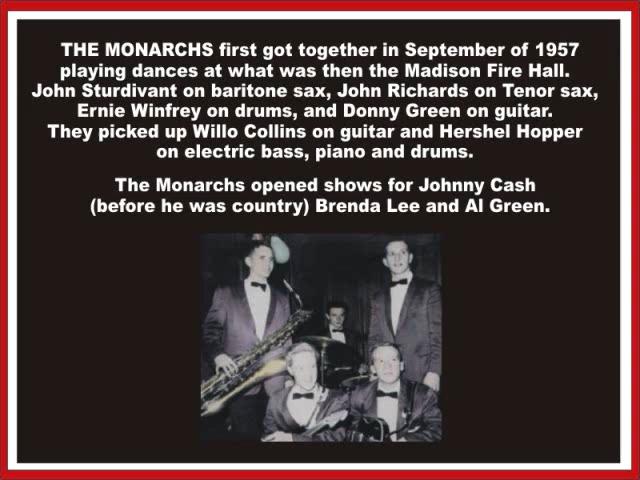 THE MONARCHS first got together in September of 1957
playing dances at what was then the Madison Fire Hall.
John Sturdivant on baritone sax, John Richards on Tenor sax,
Ernie Winfrey on drums, and Donny Green on guitar.
They picked up Willo Collins on guitar and Hershel Hopper
on electric bass, piano and drums.
The Monarchs opened shows for Johnny Cash
(before he was country) Brenda Lee and Al Green.